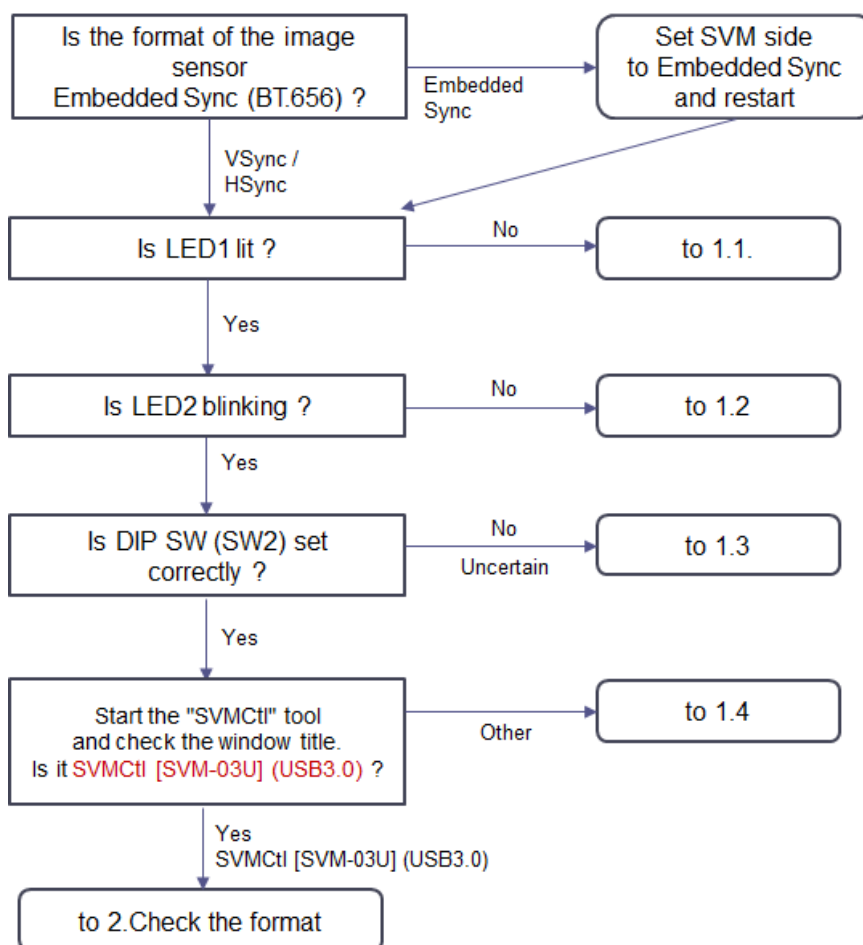 Is the format of the image
sensor
Embedded Sync (BT.656) ?
Embedded
Sync
Set SVM side
to Embedded Sync
and restart
VSync /
HSync
Is LED1 lit ?
No
to 1.1.
Yes
Is LED2 blinking ?
No
to 1.2
Yes
Is DIP SW (SW2) set
correctly ?
No
Uncertain
to 1.3
Yes
Start the "SVMCtl" tool
and check the window title.
Is it SVMCtl [SVM-03U] (USB3.0) ?
Other
to 1.4
Yes
SVMCtl [SVM-03U] (USB3.0)
to 2.Check the format